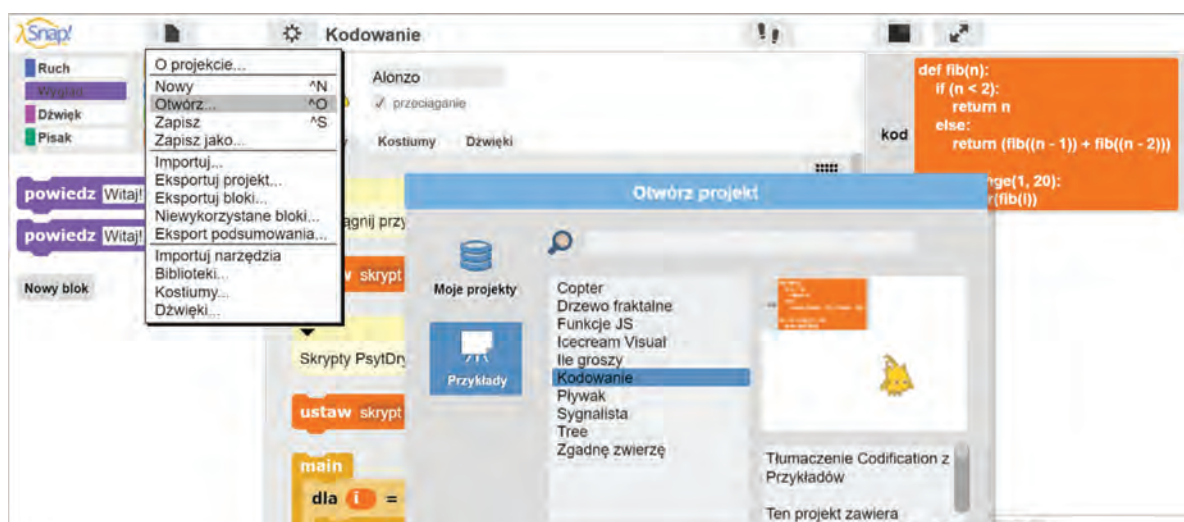 Snap!
Kodowanie
Ruch
Wygląd
Dźwięk
Pisak
powiedz Witaj!
powiedz Witaj!
Nowy blok
O projekcie...
Nowy ^N
Otwórz... ^O
Zapisz ^S
Zapisz jako...
Importuj...
Eksportuj projekt...
Eksportuj bloki...
Niewykorzystane bloki...
Eksport podsumowania...
Importuj narzędzia
Biblioteki...
Kostiumy...
Dźwięki...
Alonzo
przeciąganie
Kostiumy Dźwięki
skrypt
Skrypty
ustaw skrypt
main
dla i =
Otwórz projekt
Moje projekty
Przykłady
Copter
Drzewo fraktalne
Funkcje JS
Icecream Visual
Ile groszy
Kodowanie
Pływak
Sygnalista
Tree
Zgadnę zwierzę
Tłumaczenie Codification z
Przykładów
Ten projekt zawiera
kod
def fib(n):
if (n < 2):
return n
else:
return (fib((n - 1)) + fib((n - 2)))
nge(1, 20):
r(fib(i))